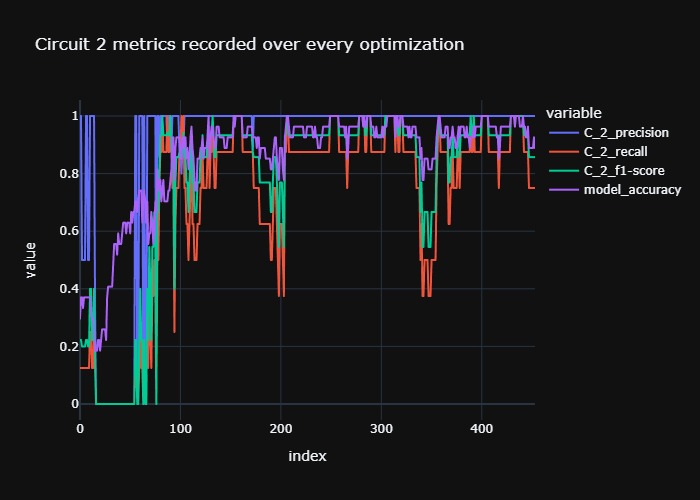 Circuit 2 metrics recorded over every optimization
variable
C_2_precision
C_2_recall
C_2_f1-score
model_accuracy
value
1
0.8
0.6
0.4
0.2
0
0 100 200 300 400
index